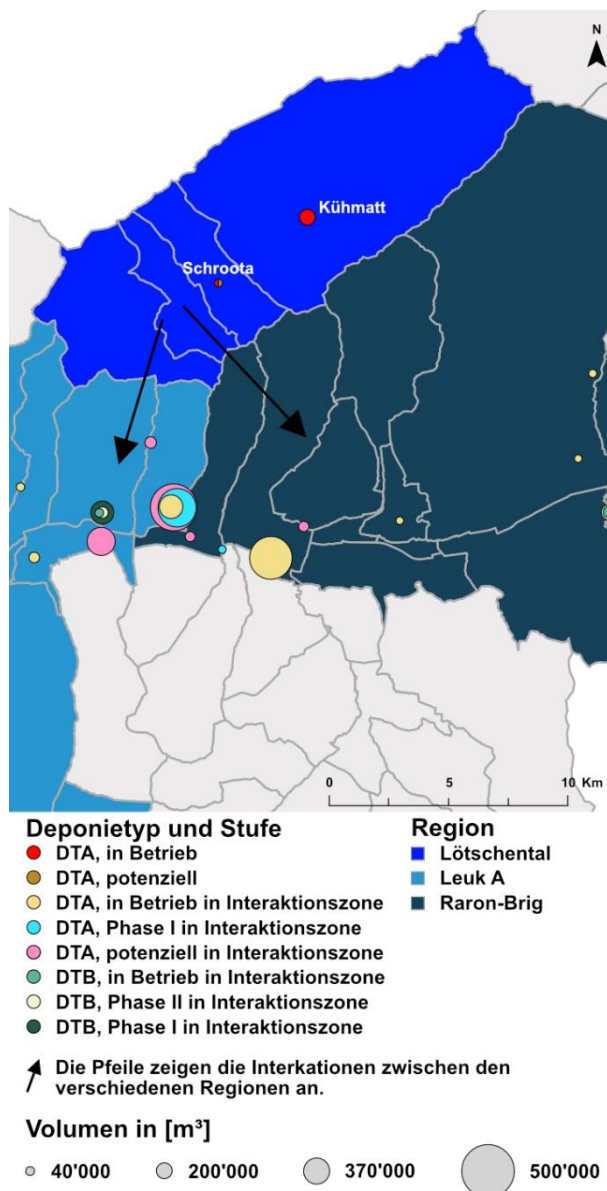 N
Kühmatt
Schroota
0 5 10 Km
Deponietyp und Stufe
DTA, in Betrieb
DTA, potenziell
DTA, in Betrieb in Interaktionszone
DTA, Phase I in Interaktionszone
DTA, potenziell in Interaktionszone
DTB, in Betrieb in Interaktionszone
DTB, Phase II in Interaktionszone
DTB, Phase I in Interaktionszone
Region
Lötschental
Leuk A
Raron-Brig
Die Pfeile zeigen die Interkationen zwischen den
verschiedenen Regionen an.
Volumen in [m³]
40'000 200'000 370'000 500'000